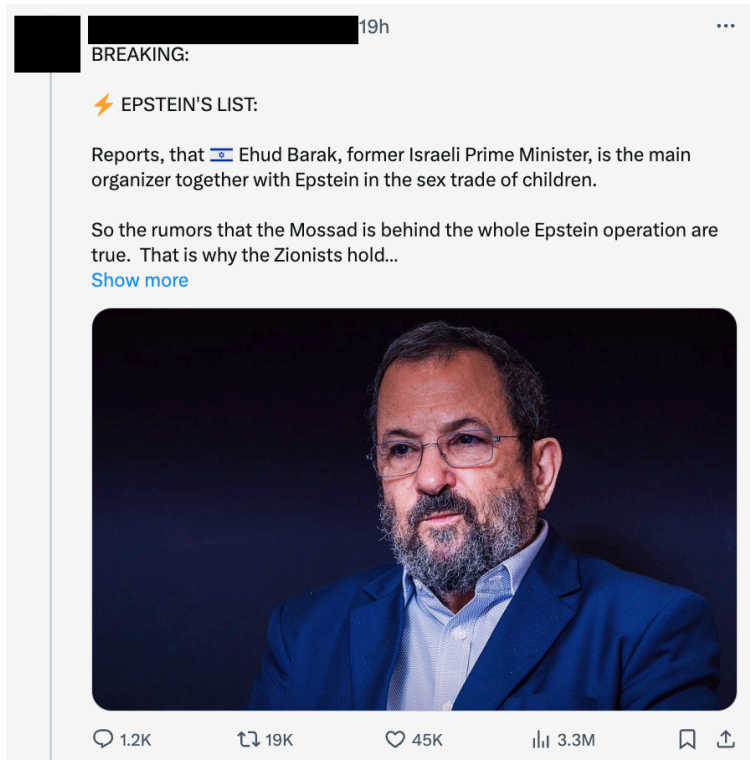 19h
BREAKING:
⚡ EPSTEIN'S LIST:
Reports, that 🇮🇱 Ehud Barak, former Israeli Prime Minister, is the main
organizer together with Epstein in the sex trade of children.
So the rumors that the Mossad is behind the whole Epstein operation are
true.  That is why the Zionists hold...
Show more
1.2K
19K
45K
3.3M